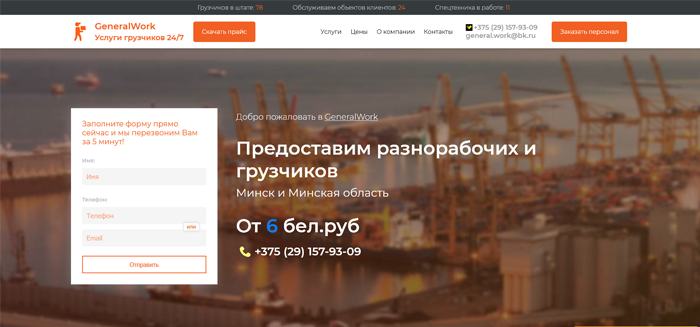 Грузчиков в штате: 78
Обслуживаем объектов клиентов: 24
Спецтехники в работе: 11
GeneralWork
Услуги грузчиков 24/7
Скачать прайс
Услуги
Цены
О компании
Контакты
+375 (29) 157-93-09
general.work@bk.ru
Заказать персонал
Заполните форму прямо
сейчас и мы перезвоним Вам
за 5 минут!
Имя:
Имя
Телефон:
Телефон
или
Email
Отправить
Добро пожаловать в GeneralWork
Предоставим разнорабочих и
грузчиков
Минск и Минская область
От 6 бел.руб
+375 (29) 157-93-09